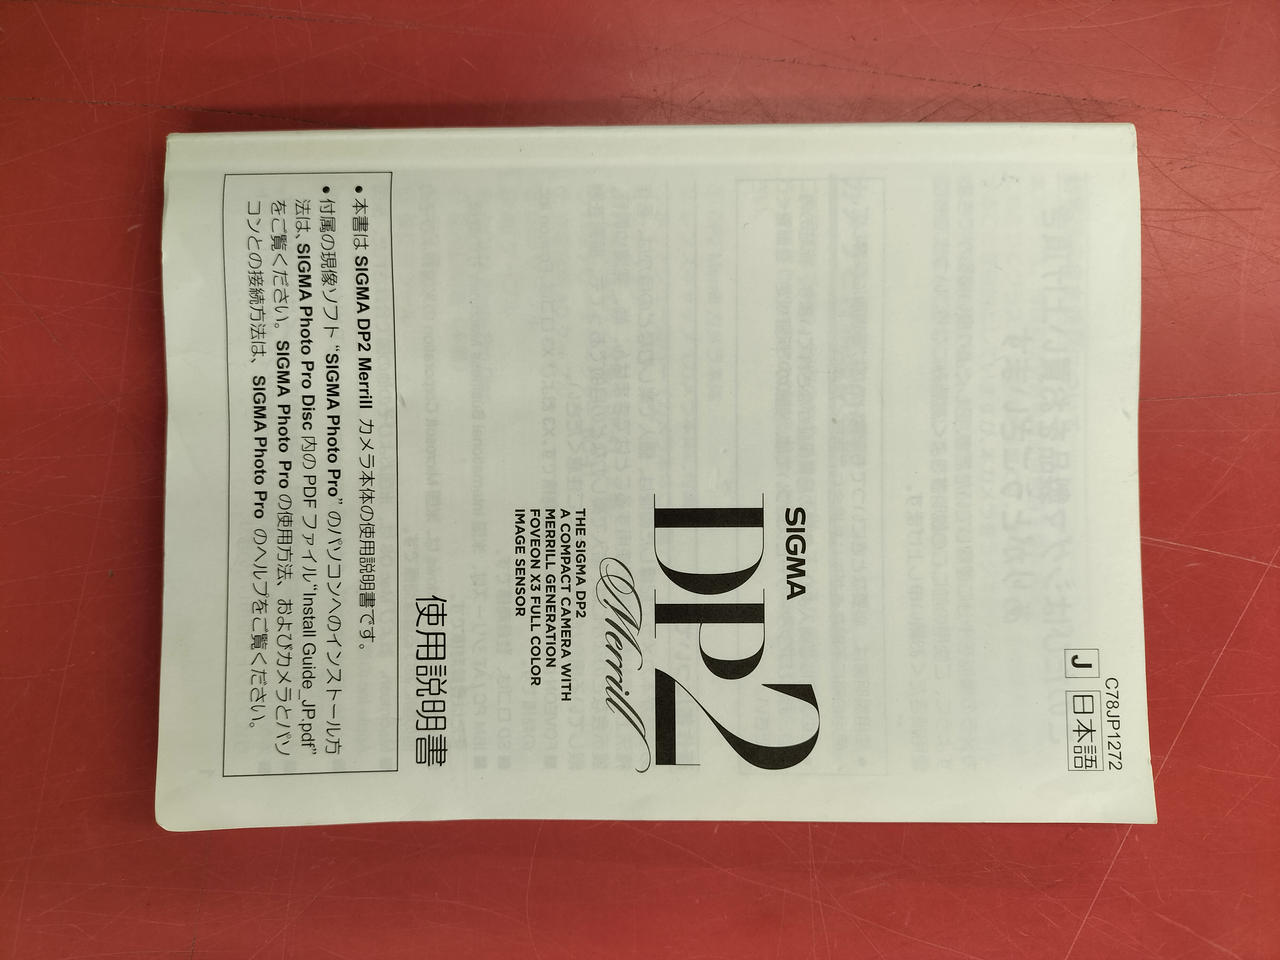 C78JP1272
J 日本語
SIGMA
DP2
Merrill
THE SIGMA DP2
A COMPACT CAMERA WITH
MERRILL GENERATION
FOVEON X3 FULL COLOR
IMAGE SENSOR
使用説明書
• 本書は SIGMA DP2 Merrill カメラ本体の使用説明書です。
• 付属の現像ソフト “SIGMA Photo Pro” のパソコンへのインストール方
法は、SIGMA Photo Pro Disc 内の PDF ファイル“Install Guide_JP.pdf”
をご覧ください。SIGMA Photo Pro の使用方法、およびカメラとパソ
コンとの接続方法は、SIGMA Photo Pro のヘルプをご覧ください。